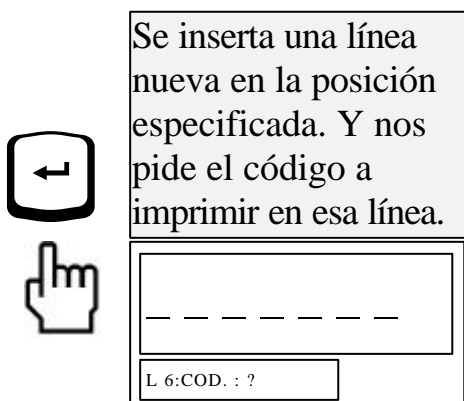 Se inserta una línea
nueva en la posición
especificada. Y nos
pide el código a
imprimir en esa línea.
_ _ _ _ _ _ _
L 6:COD. : ?